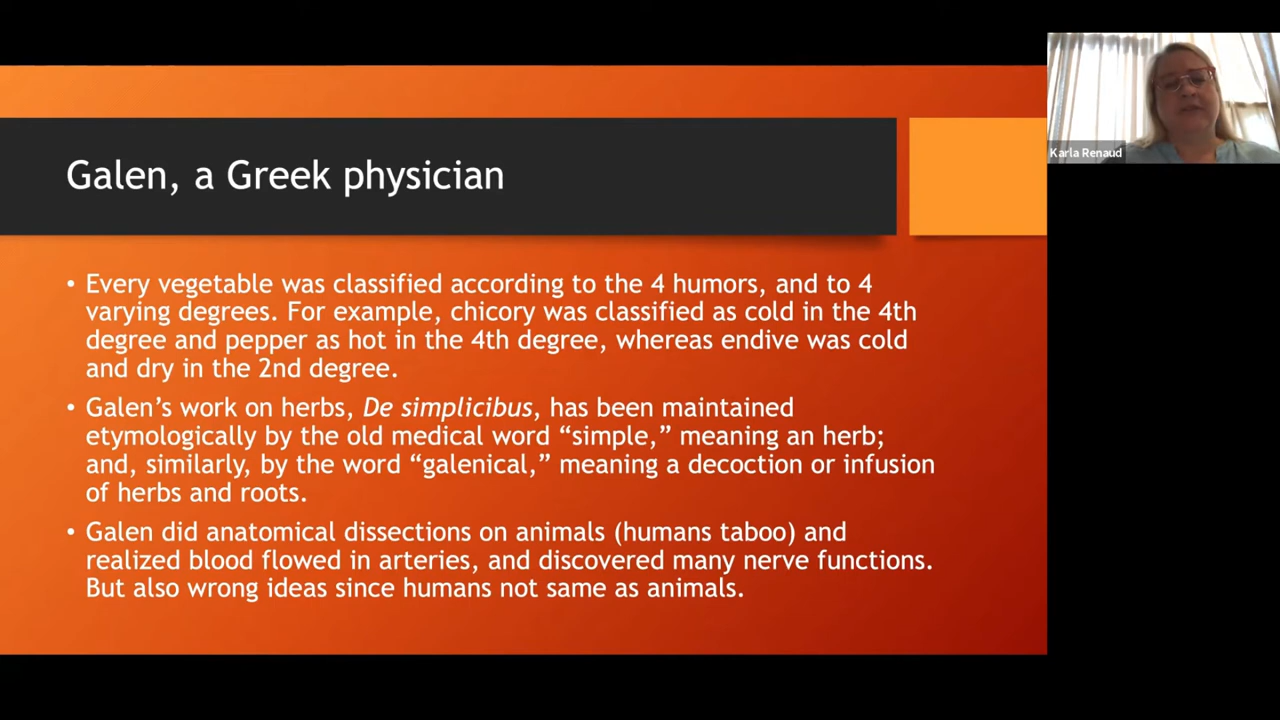 Galen, a Greek physician
• Every vegetable was classified according to the 4 humors, and to 4
varying degrees. For example, chicory was classified as cold in the 4th
degree and pepper as hot in the 4th degree, whereas endive was cold
and dry in the 2nd degree.
• Galen’s work on herbs, De simplicibus, has been maintained
etymologically by the old medical word “simple,” meaning an herb;
and, similarly, by the word “galenical,” meaning a decoction or infusion
of herbs and roots.
• Galen did anatomical dissections on animals (humans taboo) and
realized blood flowed in arteries, and discovered many nerve functions.
But also wrong ideas since humans not same as animals.
Karla Renaud